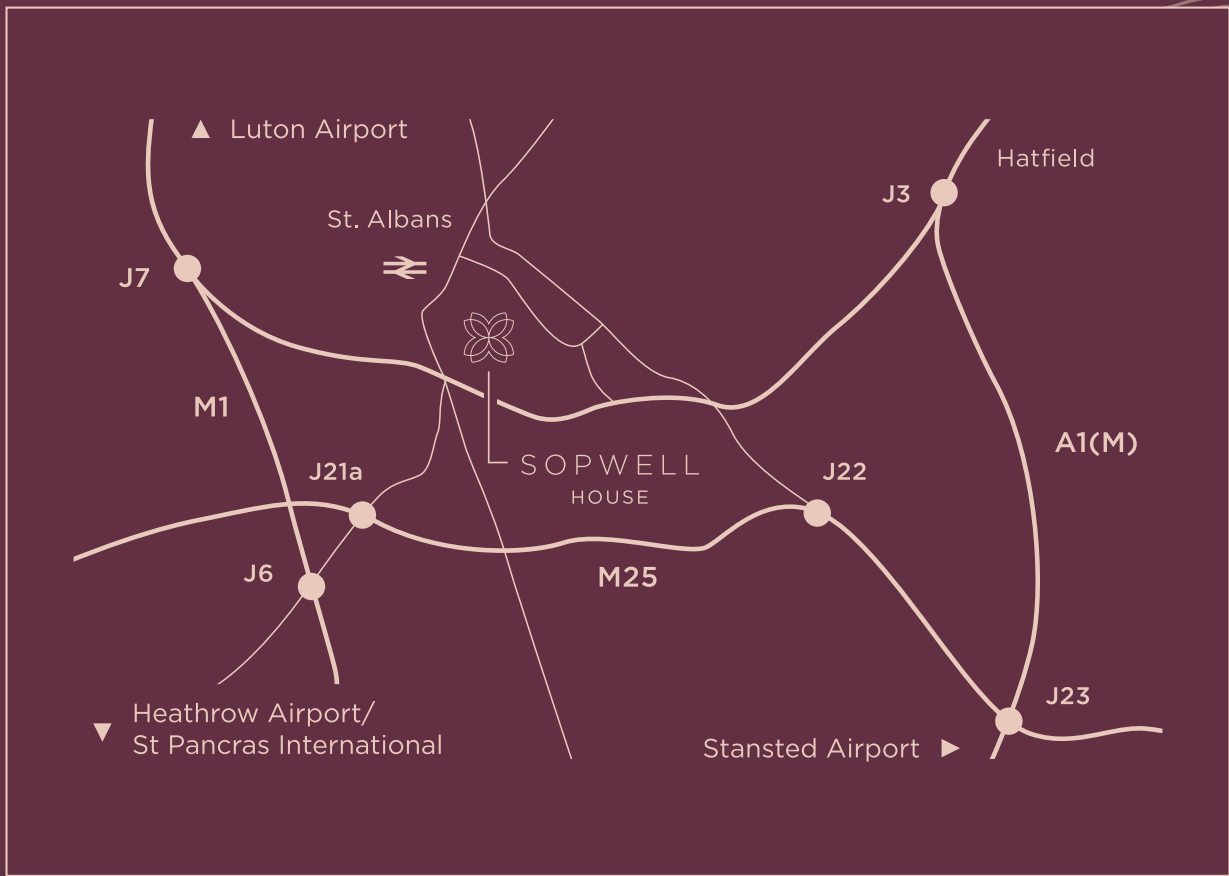 ▲ Luton Airport
Hatfield
J3
St. Albans
J7
M1
A1(M)
SOPWELL
HOUSE
J21a
J22
J6
M25
J23
Heathrow Airport/
▼ St Pancras International
Stansted Airport ▶